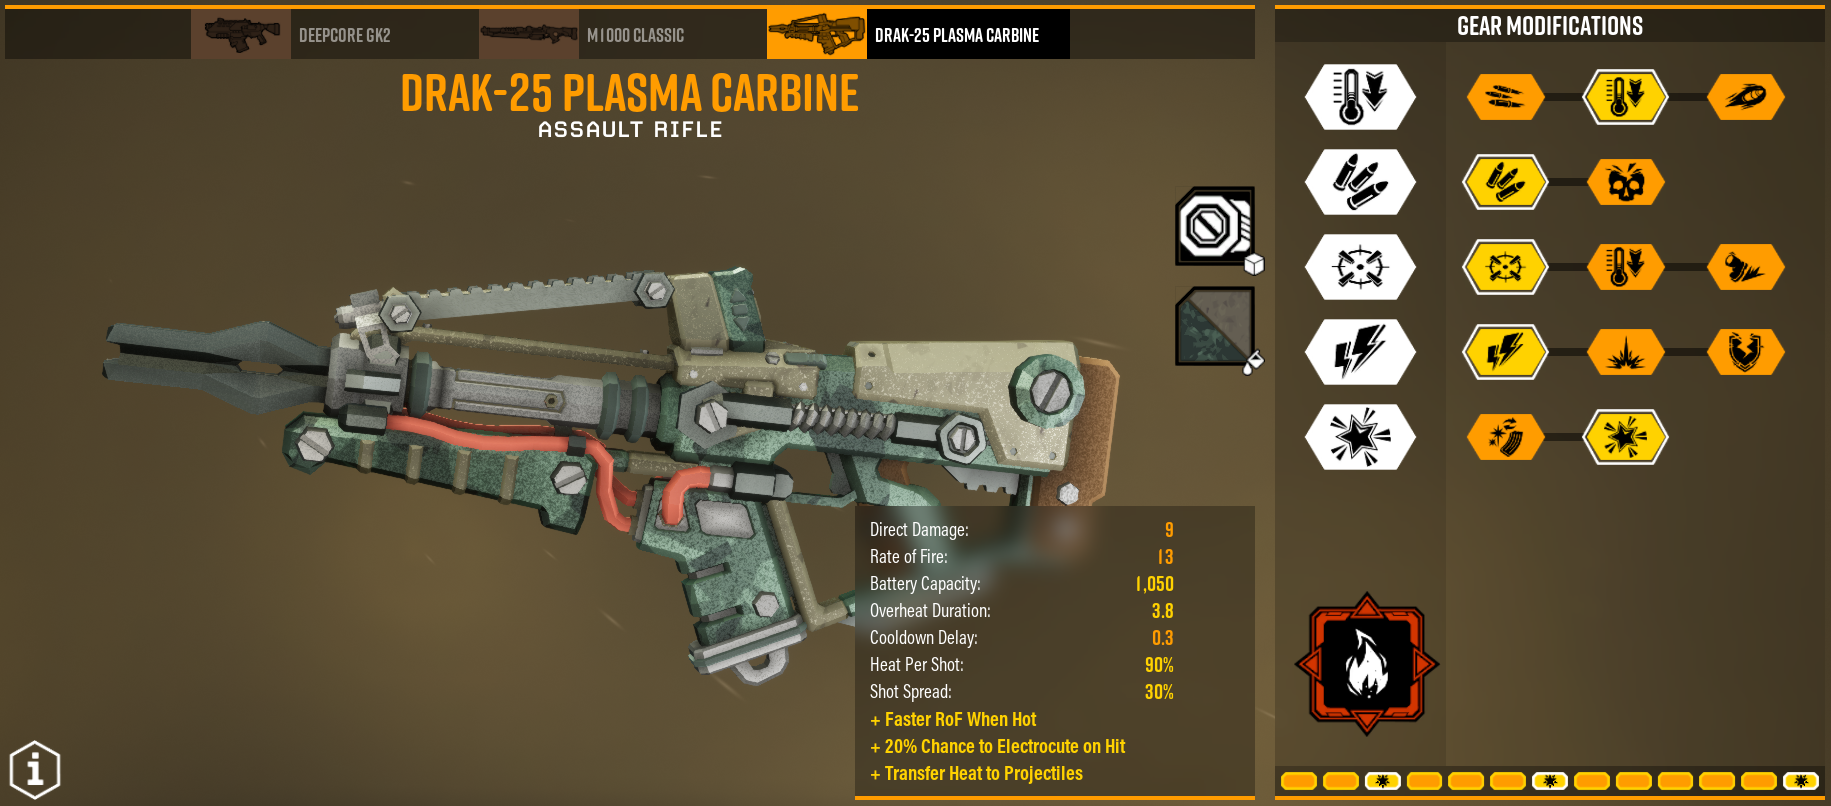 DEEPCORE GK2
M1000 CLASSIC
DRAK-25 PLASMA CARBINE
GEAR MODIFICATIONS
DRAK-25 PLASMA CARBINE
ASSAULT RIFLE
Direct Damage: 9
Rate of Fire: 13
Battery Capacity: 1,050
Overheat Duration: 3.8
Cooldown Delay: 0.3
Heat Per Shot: 90%
Shot Spread: 30%
+ Faster RoF When Hot
+ 20% Chance to Electrocute on Hit
+ Transfer Heat to Projectiles